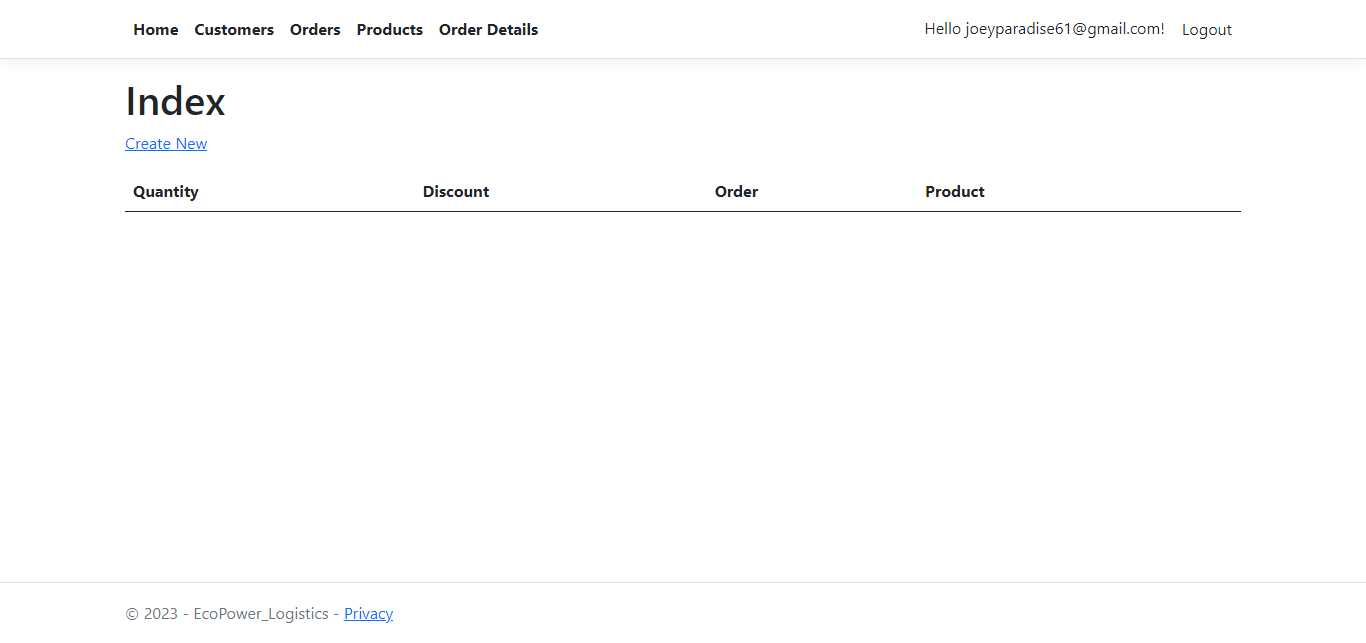 Home Customers Orders Products Order Details Hello joeyparadise61@gmail.com! Logout
Index
Create New
Quantity Discount Order Product
© 2023 - EcoPower_Logistics - Privacy